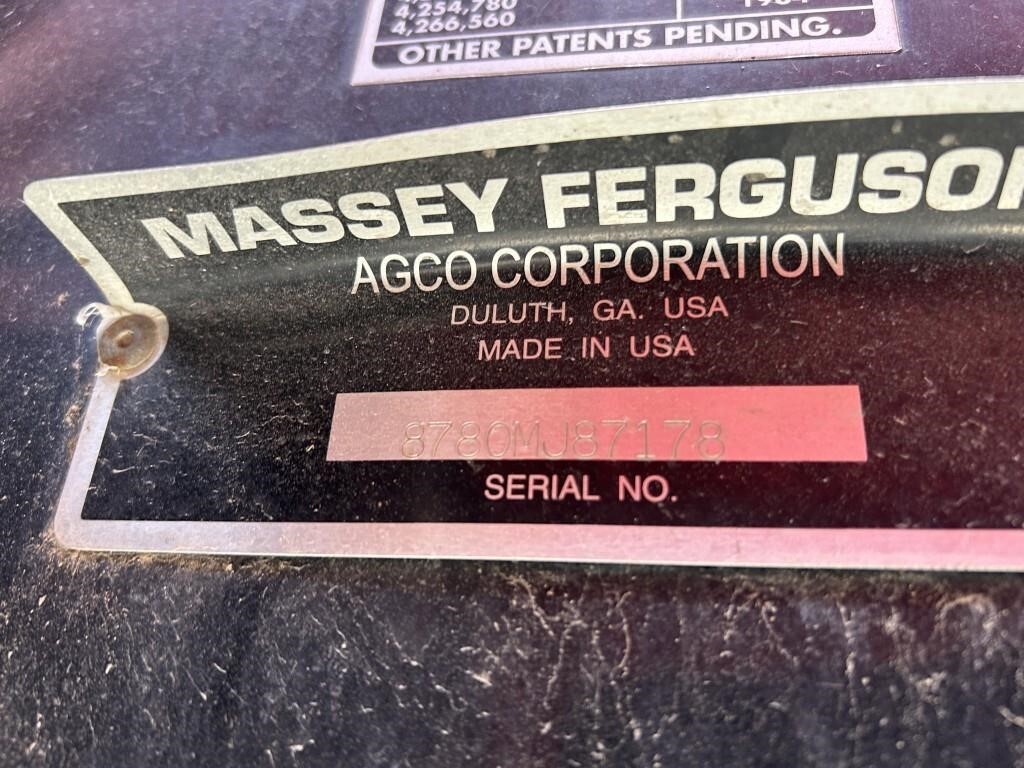 4,254,780
4,266,560
OTHER PATENTS PENDING.
MASSEY FERGUSON
AGCO CORPORATION
DULUTH, GA. USA
MADE IN USA
8780MJ87178
SERIAL NO.